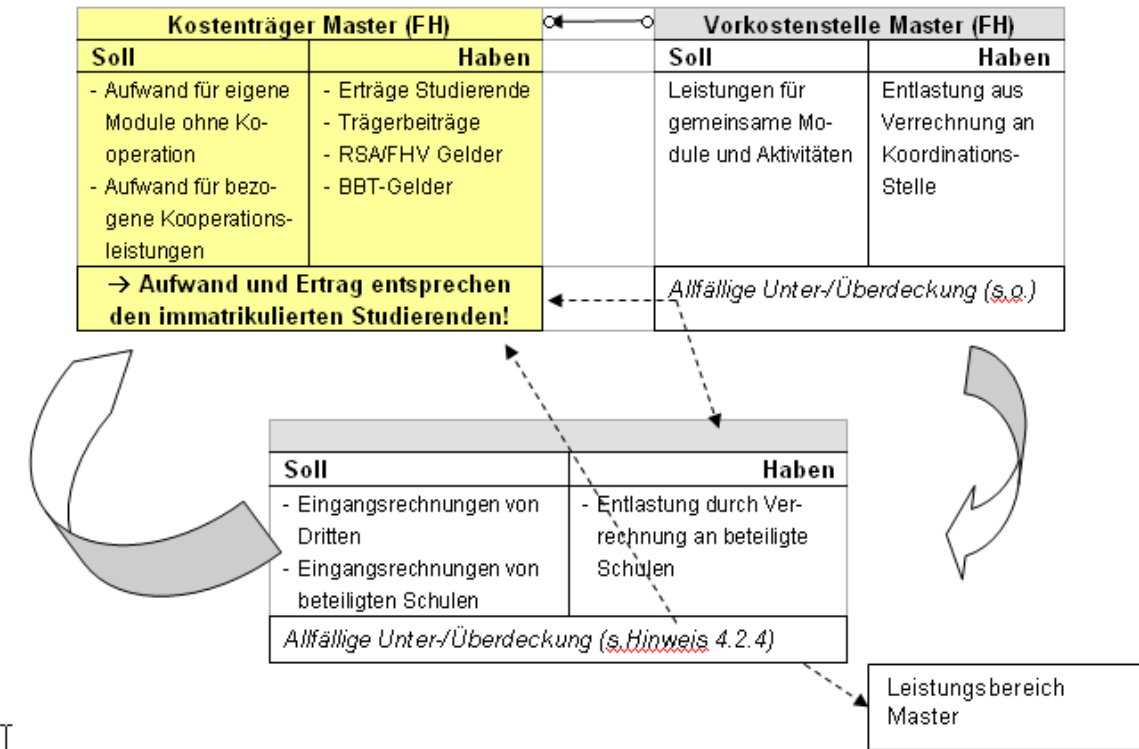 Kostenträger Master (FH)
Soll Haben
- Aufwand für eigene
Module ohne Ko-
operation
- Aufwand für bezo-
gene Kooperations-
leistungen
- Erträge Studierende
- Trägerbeiträge
- RSA/FHV Gelder
- BBT-Gelder
→ Aufwand und Ertrag entsprechen
den immatrikulierten Studierenden!
Vorkostenstelle Master (FH)
Soll Haben
Leistungen für
gemeinsame Mo-
dule und Aktivitäten
Entlastung aus
Verrechnung an
Koordinations-
Stelle
Allfällige Unter-/Überdeckung (s.o.)
Soll Haben
- Eingangsrechnungen von
Dritten
- Eingangsrechnungen von
beteiligten Schulen
- Entlastung durch Ver-
rechnung an beteiligte
Schulen
Allfällige Unter-/Überdeckung (s.Hinweis 4.2.4)
Leistungsbereich
Master